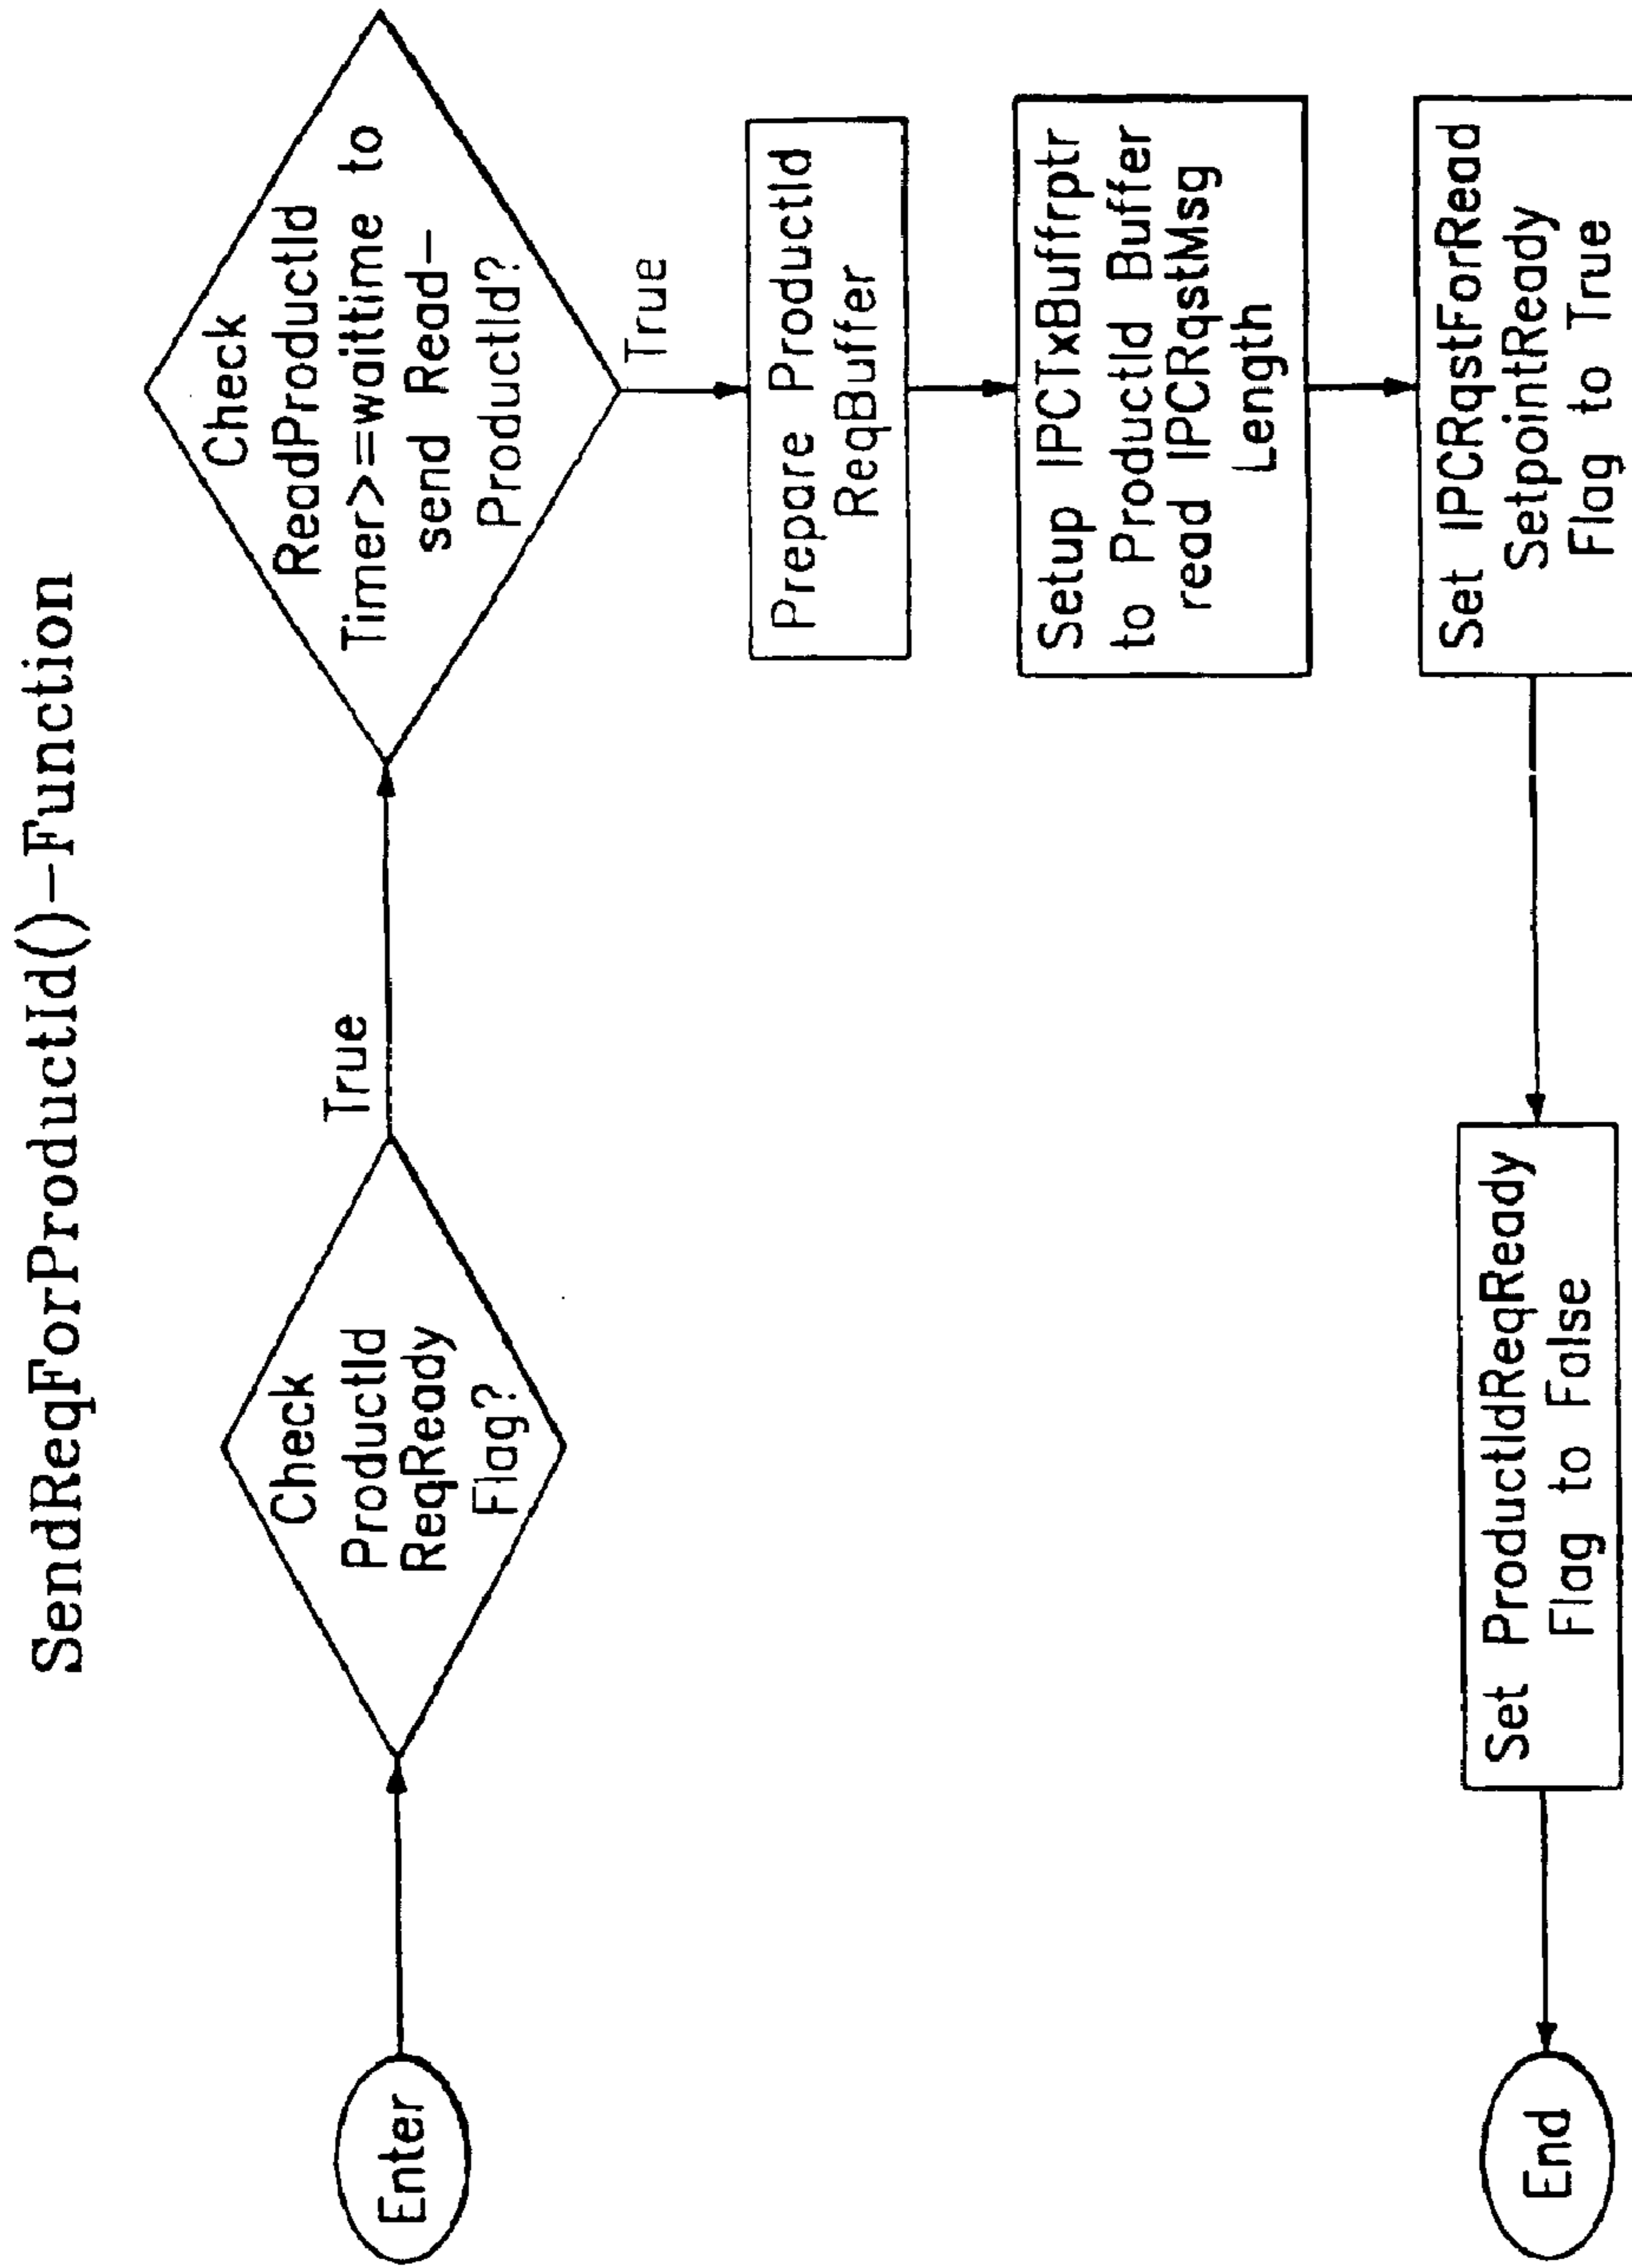 SendReqForProductId()-Function
Enter
Check
ProductId
ReqReady
Flag?
True
Check
ReadProductId
Timer>=waittime to
send Read-
ProductId?
True
Prepare ProductId
ReqBuffer
Setup IPCTxBuffrptr
to ProductId Buffer
read IPCRqstMsg
Length
Set IPCRqstForRead
SetpointReady
Flag to True
Set ProductIdReqReady
Flag to False
End